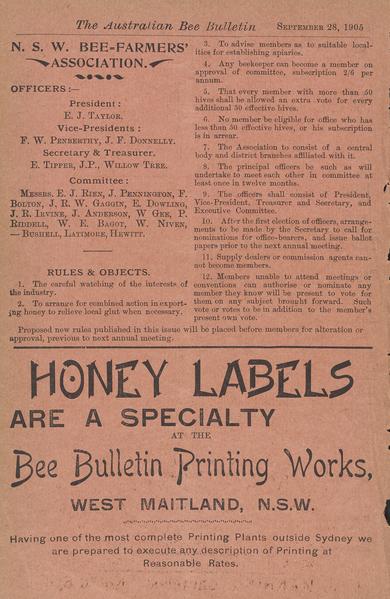 The Australian Bee Bulletin September 28, 1905
N. S. W. BEE-FARMERS'
ASSOCIATION.
OFFICERS:—
President:
E. J. Taylor.
Vice-Presidents:
F. W. Penberthy, J. F. Donnelly.
Secretary & Treasurer.
E. Tipper, J.P., Willow Tree.
Committee:
Messrs. E. J. Rien, J. Pennington, F.
Bolton, J. R. W. Gaggin, E. Dowling,
J. R. Irvine, J. Anderson, W Gee, P.
Riddell, W. E. Bagot, W. Niven,
— Bushell, Latimore, Hewitt.
RULES & OBJECTS.
1. The careful watching of the interests of
the industry.
2. To arrange for combined action in export-
ing honey to relieve local glut when necessary.
3. To advise members as to suitable local-
ities for establishing apiaries.
4. Any beekeeper can become a member on
approval of committee, subscription 2/6 per
annum.
5. That every member with more than 50
hives shall be allowed an extra vote for every
additional 50 effective hives.
6. No member be eligible for office who has
less than 50 effective hives, or his subscription
is in arrear.
7. The Association to consist of a central
body and district branches affiliated with it.
8. The principal officers be such as will
undertake to meet each other in committee at
least once in twelve months.
9. The officers shall consist of President,
Vice-President, Treasurer and Secretary, and
Executive Committee.
10. After the first election of officers, arrange-
ments to be made by the Secretary to call for
nominations for office-bearers, and issue ballot
papers prior to the next annual meeting.
11. Supply dealers or commission agents can-
not become members.
12. Members unable to attend meetings or
conventions can authorise or nominate any
member they know will be present to vote for
them on any subject brought forward. Such
vote or votes to be in addition to the member's
present own vote.
Proposed new rules published in this issue will be placed before members for alteration or
approval, previous to next annual meeting.
HONEY LABELS
ARE A SPECIALTY
AT THE
Bee Bulletin Printing Works,
WEST MAITLAND, N.S.W.
Having one of the most complete Printing Plants outside Sydney we
are prepared to execute any description of Printing at
Reasonable Rates.